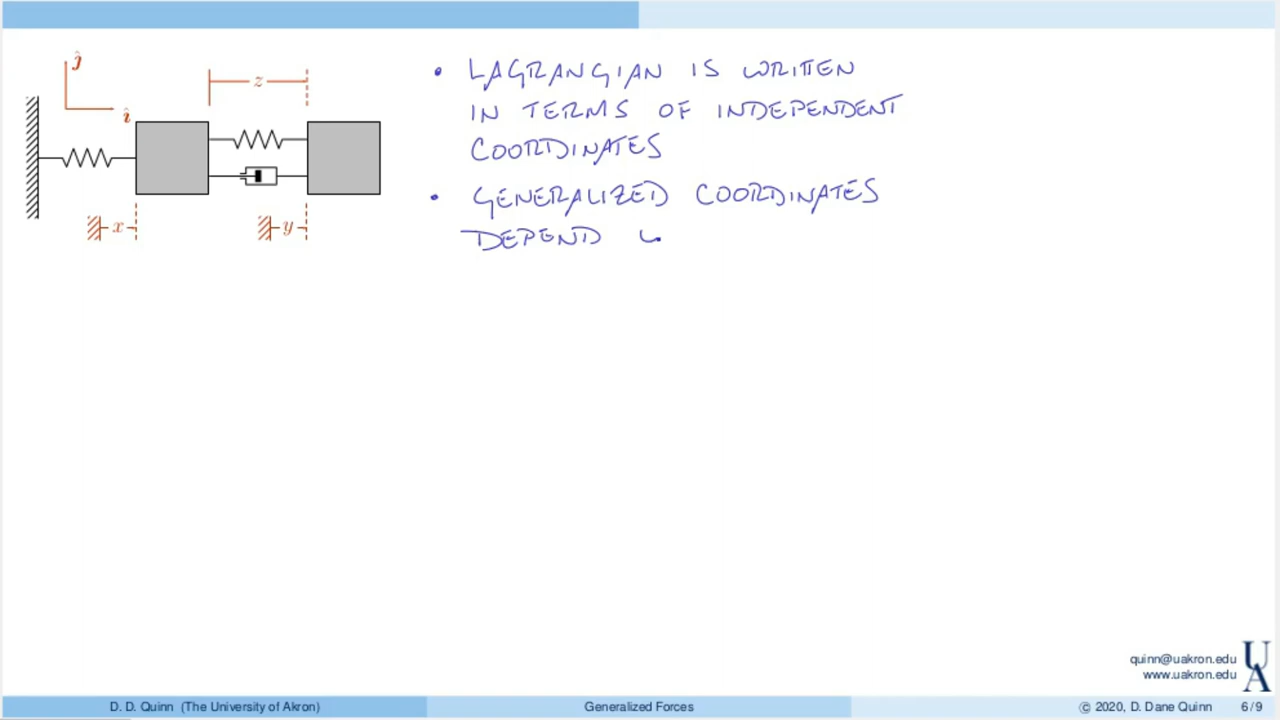 ĵ
z
î
x
y
• LAGRANGIAN IS WRITTEN
IN TERMS OF INDEPENDENT
COORDINATES
• GENERALIZED COORDINATES
DEPEND
quinn@uakron.edu
www.uakron.edu
UA
D. D. Quinn (The University of Akron)
Generalized Forces
© 2020, D. Dane Quinn
6/9